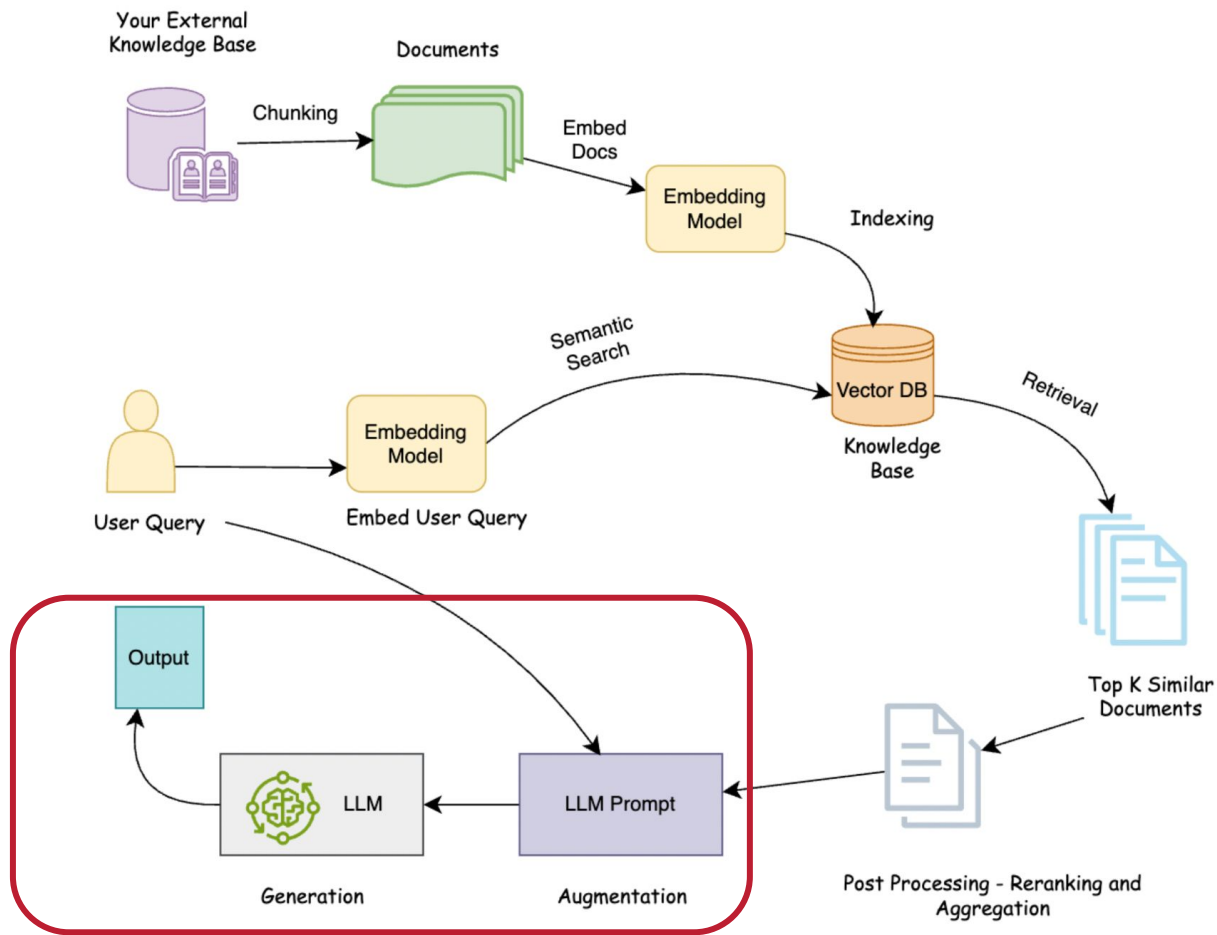 Your External
Knowledge Base
Documents
Chunking
Embed
Docs
Embedding
Model
Indexing
Semantic
Search
Vector DB
Retrieval
Knowledge
Base
Embedding
Model
User Query
Embed User Query
Output
Top K Similar
Documents
LLM
LLM Prompt
Generation
Augmentation
Post Processing - Reranking and
Aggregation